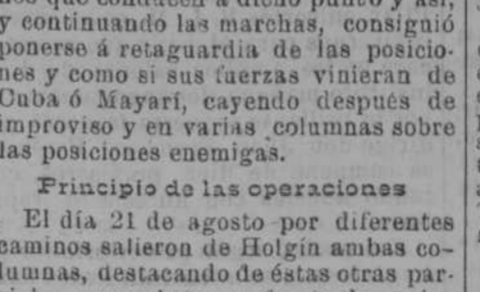 nes que conducen á dicho punto y así,
y continuando las marchas, consignió
ponerse á retaguardia de las posicio-
nes y como si sus fuerzas vinieran de
Cuba ó Mayarí, cayendo después de
improviso y en varias columnas sobre
las posiciones enemigas.
Principio de las operaciones
El día 21 de agosto por diferentes
caminos salieron de Holgín ambas co-
lumnas, destacando de éstas otras par-